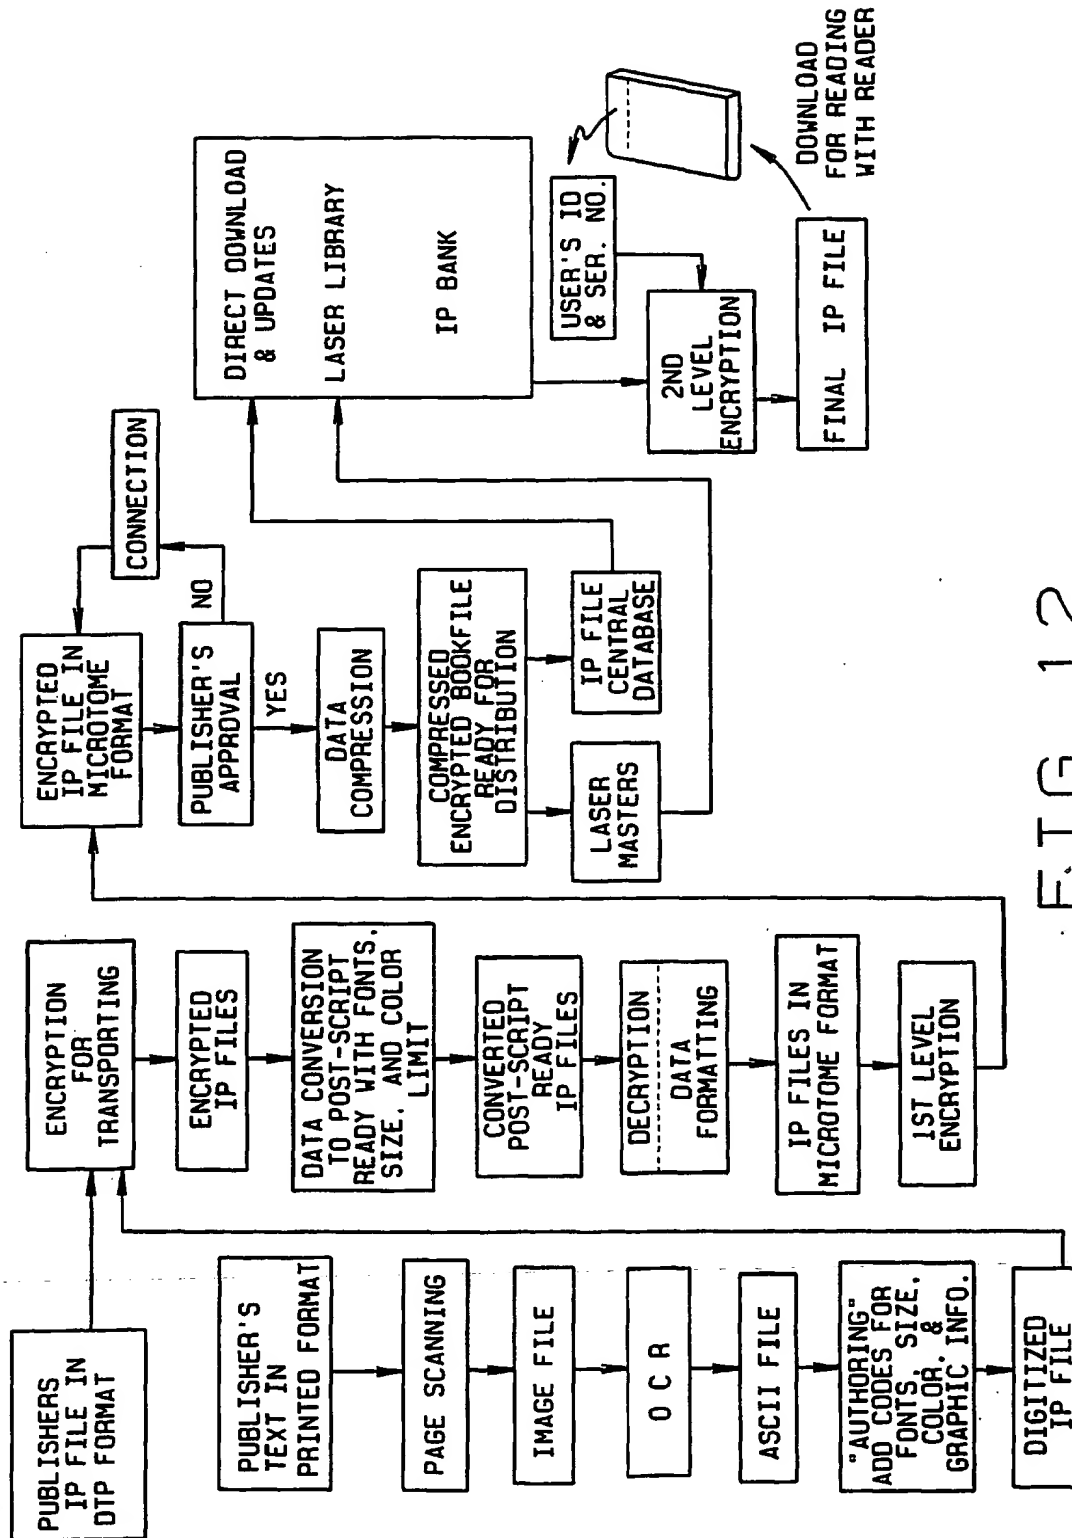 PUBLISHERS
IP FILE IN
DTP FORMAT
PUBLISHER'S
TEXT IN
PRINTED FORMAT
PAGE SCANNING
IMAGE FILE
O C R
ASCII FILE
"AUTHORING"
ADD CODES FOR
FONTS, SIZE,
COLOR, &
GRAPHIC INFO.
DIGITIZED
IP FILE
ENCRYPTION
FOR
TRANSPORTING
ENCRYPTED
IP FILES
DATA CONVERSION
TO POST-SCRIPT
READY WITH FONTS,
SIZE, AND COLOR
LIMIT
CONVERTED
POST-SCRIPT
READY
IP FILES
DECRYPTION
DATA
FORMATTING
IP FILES IN
MICROTOME FORMAT
1ST LEVEL
ENCRYPTION
ENCRYPTED
IP FILE IN
MICROTOME
FORMAT
CONNECTION
PUBLISHER'S
APPROVAL
NO
YES
DATA
COMPRESSION
COMPRESSED
ENCRYPTED BOOKFILE
READY FOR
DISTRIBUTION
LASER
MASTERS
IP FILE
CENTRAL
DATABASE
DIRECT DOWNLOAD
& UPDATES
LASER LIBRARY
IP BANK
USER'S ID
& SER. NO.
2ND
LEVEL
ENCRYPTION
FINAL IP FILE
DOWNLOAD
FOR READING
WITH READER
FIG 12